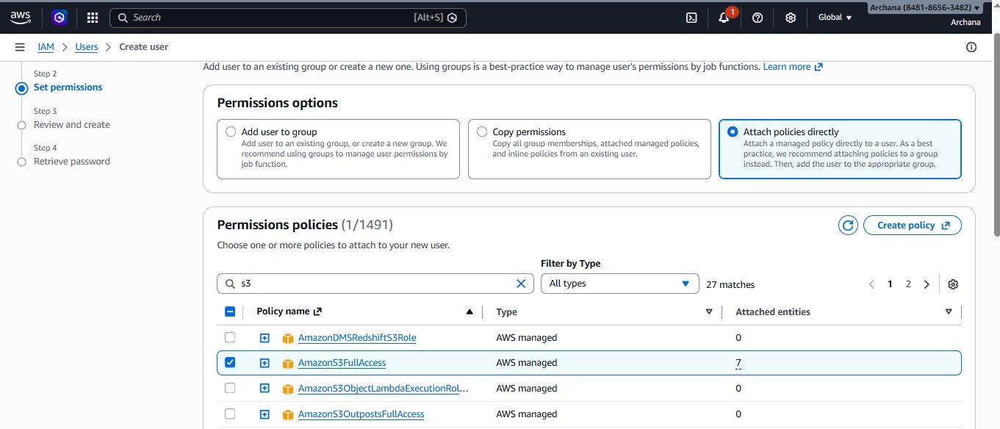 aws
Search
[Alt+S]
1
Global
Archana (8481-8656-3482)
Archana
IAM
Users
Create user
Step 2
Set permissions
Step 3
Review and create
Step 4
Retrieve password
Add user to an existing group or create a new one. Using groups is a best-practice way to manage user's permissions by job functions. Learn more
Permissions options
Add user to group
Add user to an existing group, or create a new group. We
recommend using groups to manage user permissions by
job function.
Copy permissions
Copy all group memberships, attached managed policies,
and inline policies from an existing user.
Attach policies directly
Attach a managed policy directly to a user. As a best
practice, we recommend attaching policies to a group
instead. Then, add the user to the appropriate group.
Permissions policies (1/1491)
Create policy
Choose one or more policies to attach to your new user.
Filter by Type
s3
All types
27 matches
1 2
Policy name
Type
Attached entities
AmazonDMSRedshiftS3Role AWS managed 0
AmazonS3FullAccess AWS managed 7
AmazonS3ObjectLambdaExecutionRol... AWS managed 0
AmazonS3OutpostsFullAccess AWS managed 0